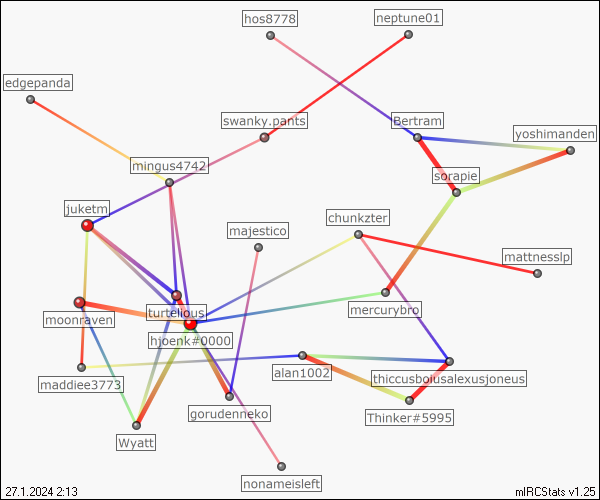 hos8778
neptune01
edgepanda
swanky.pants
Bertram
yoshimanden
mingus4742
sorapie
juketm
chunkzter
majestico
mattnesslp
turtelious
mercurybro
moonraven
hjoenk#0000
alan1002
thiccusboiusalexusjoneus
maddiee3773
gorudenneko
Thinker#5995
Wyatt
nonameisleft
27.1.2024 2:13
mIRCStats v1.25